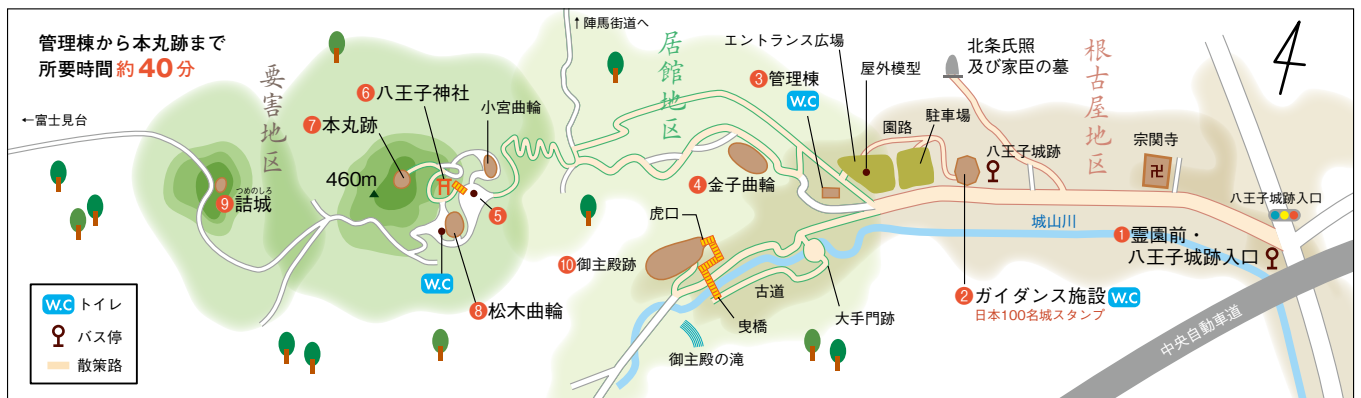 管理棟から本丸跡まで
所要時間 約40分
要害地区
←富士見台
460m
つめのしろ
9 詰城
7 本丸跡
6 八王子神社
小宮曲輪
5
W.C
8 松木曲輪
↑陣馬街道へ
居館地区
エントランス広場
3 管理棟
W.C
屋外模型
園路
駐車場
4 金子曲輪
虎口
10 御主殿跡
古道
曳橋
大手門跡
御主殿の滝
北条氏照
及び家臣の墓
根古屋地区
八王子城跡
宗関寺
卍
城山川
八王子城跡入口
1 霊園前・
八王子城跡入口
2 ガイダンス施設 W.C
日本100名城スタンプ
中央自動車道
4
W.C トイレ
バス停
散策路